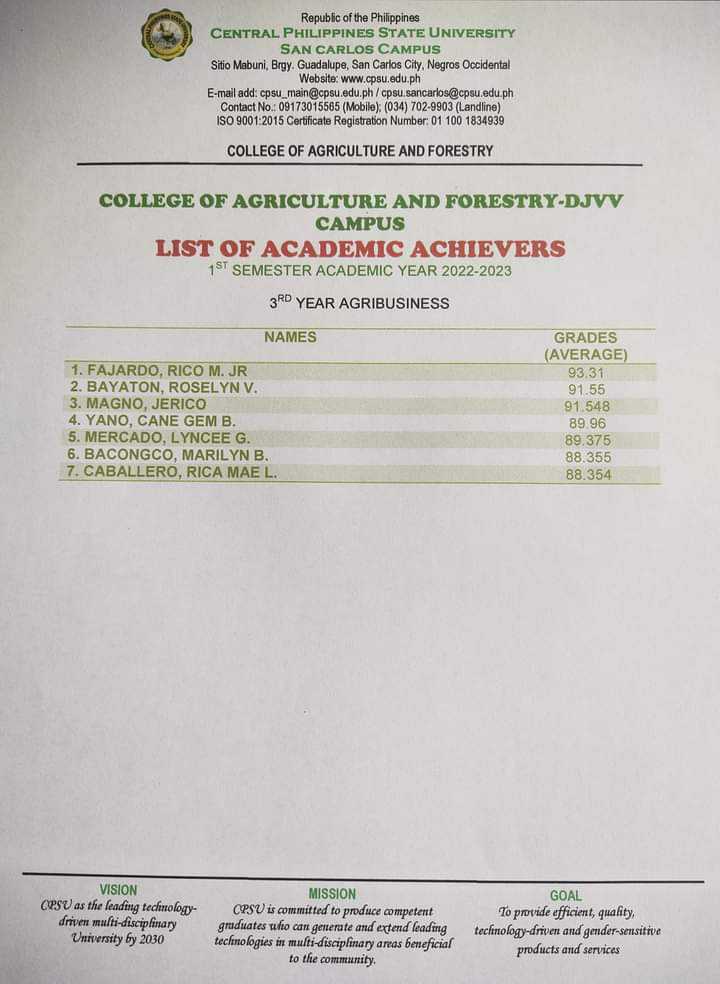 Republic of the Philippines
CENTRAL PHILIPPINES STATE UNIVERSITY
SAN CARLOS CAMPUS
Sitio Mabuni, Brgy. Guadalupe, San Carlos City, Negros Occidental
Website: www.cpsu.edu.ph
E-mail add: cpsu_main@cpsu.edu.ph / cpsu.sancarlos@cpsu.edu.ph
Contact No.: 09173015565 (Mobile); (034) 702-9903 (Landline)
ISO 9001:2015 Certificate Registration Number: 01 100 1834939
COLLEGE OF AGRICULTURE AND FORESTRY
COLLEGE OF AGRICULTURE AND FORESTRY-DJVV
CAMPUS
LIST OF ACADEMIC ACHIEVERS
1ST SEMESTER ACADEMIC YEAR 2022-2023
3RD YEAR AGRIBUSINESS
NAMES GRADES
(AVERAGE)
1. FAJARDO, RICO M. JR 93.31
2. BAYATON, ROSELYN V. 91.55
3. MAGNO, JERICO 91.548
4. YANO, CANE GEM B. 89.96
5. MERCADO, LYNCEE G. 89.375
6. BACONGCO, MARILYN B. 88.355
7. CABALLERO, RICA MAE L. 88.354
VISION
CPSU as the leading technology-
driven multi-disciplinary
University by 2030
MISSION
CPSU is committed to produce competent
graduates who can generate and extend leading
technologies in multi-disciplinary areas beneficial
to the community.
GOAL
To provide efficient, quality,
technology-driven and gender-sensitive
products and services